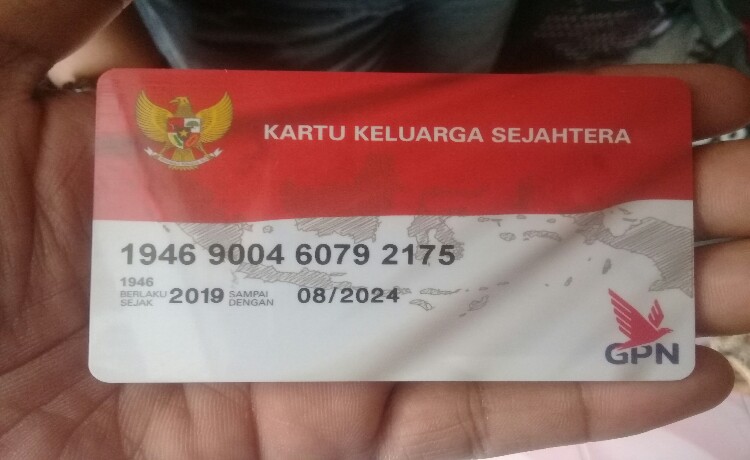 KARTU KELUARGA SEJAHTERA
1946 9004 6079 2175
1946
BERLAKU SEJAK 2019 SAMPAI DENGAN 08/2024
GPN